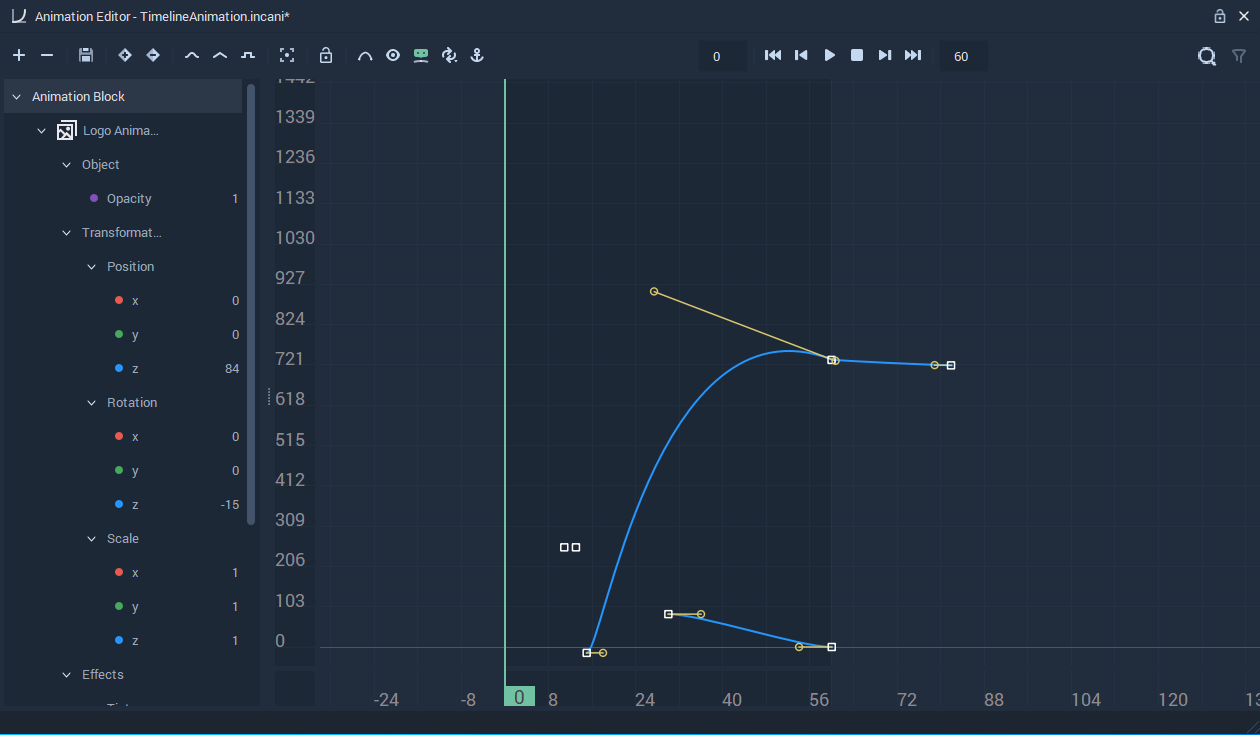 Animation Editor - TimelineAnimation.incani*
0
60
Animation Block
Logo Anima...
Object
Opacity 1
Transformat...
Position
x 0
y 0
z 84
Rotation
x 0
y 0
z -15
Scale
x 1
y 1
z 1
Effects
1442
1339
1236
1133
1030
927
824
721
618
515
412
309
206
103
0
-24 -8 0 8 24 40 56 72 88 104 120